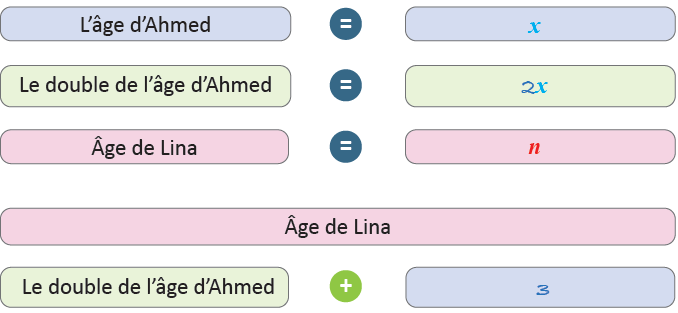 L’âge d’Ahmed = x
Le double de l’âge d’Ahmed = 2x
Âge de Lina = n
Âge de Lina
Le double de l’âge d’Ahmed + 3